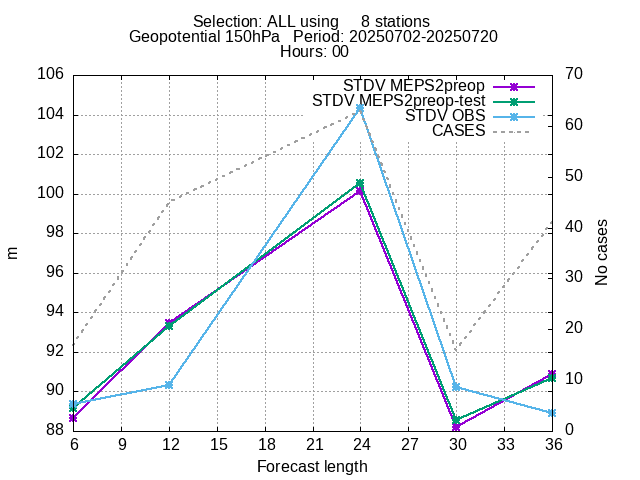 Selection: ALL using     8 stations
Geopotential 150hPa   Period: 20250702-20250720
Hours: 00
STDV MEPS2preop
STDV MEPS2preop-test
STDV OBS
CASES
106
104
102
100
98
96
94
92
90
88
m
70
60
50
40
30
20
10
0
No cases
6 9 12 15 18 21 24 27 30 33 36
Forecast length